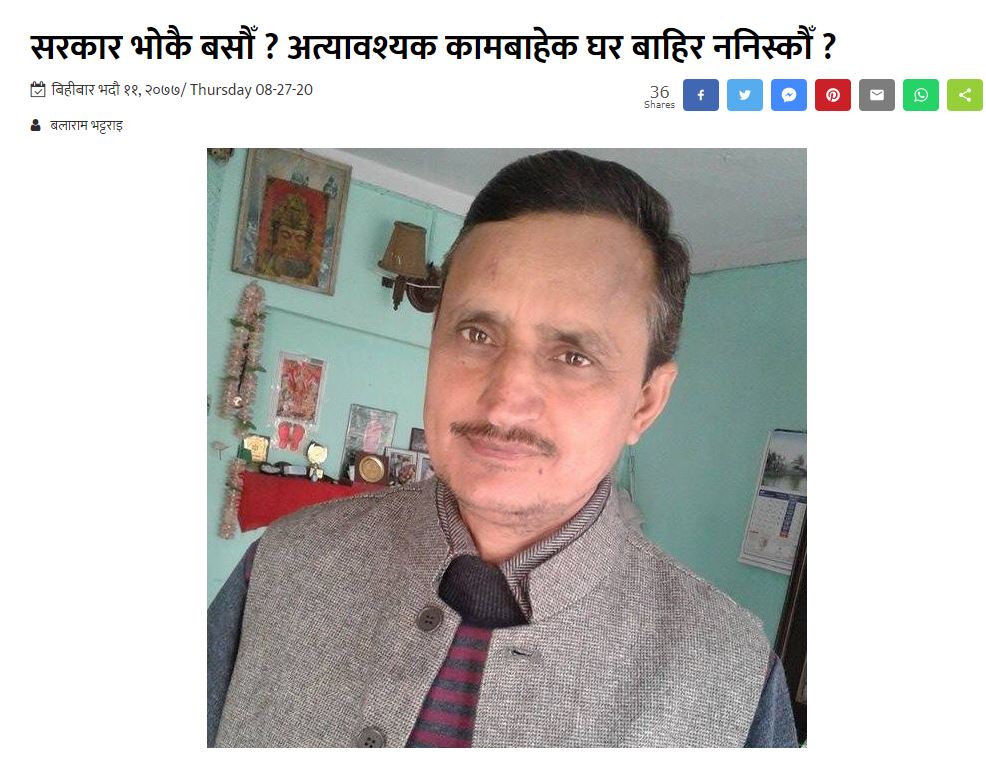 सरकार भोकै बसौँ ? अत्यावश्यक कामबाहेक घर बाहिर ननिस्कौँ ?
बिहीबार भदौ ११, २०७७/ Thursday 08-27-20
36
Shares
बलाराम भट्टराइ